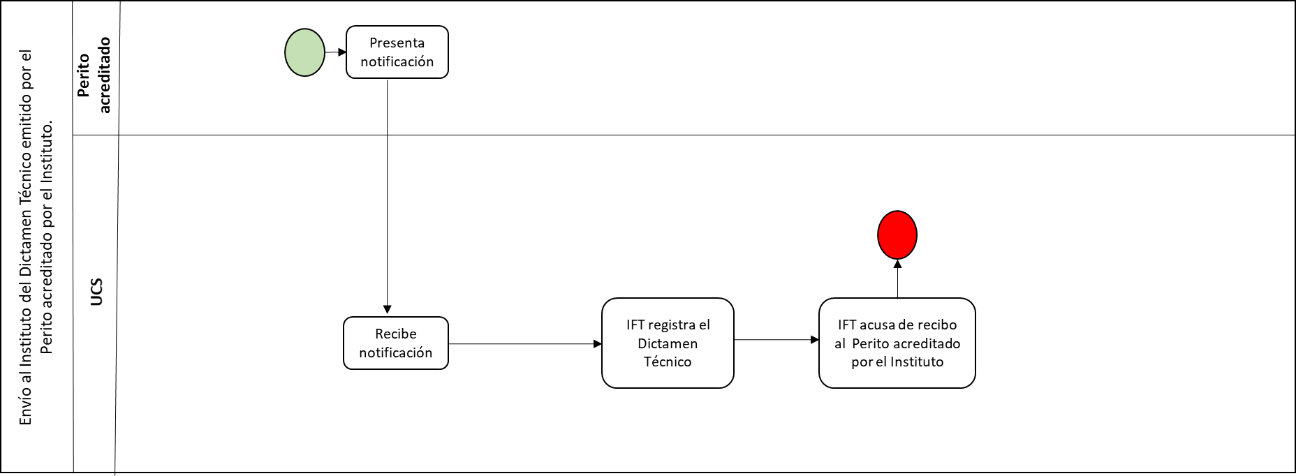 Envío al Instituto del Dictamen Técnico emitido por el
Perito acreditado por el Instituto.
Perito
acreditado
Presenta
notificación
UCS
Recibe
notificación
IFT registra el
Dictamen
Técnico
IFT acusa de recibo
al Perito acreditado
por el Instituto